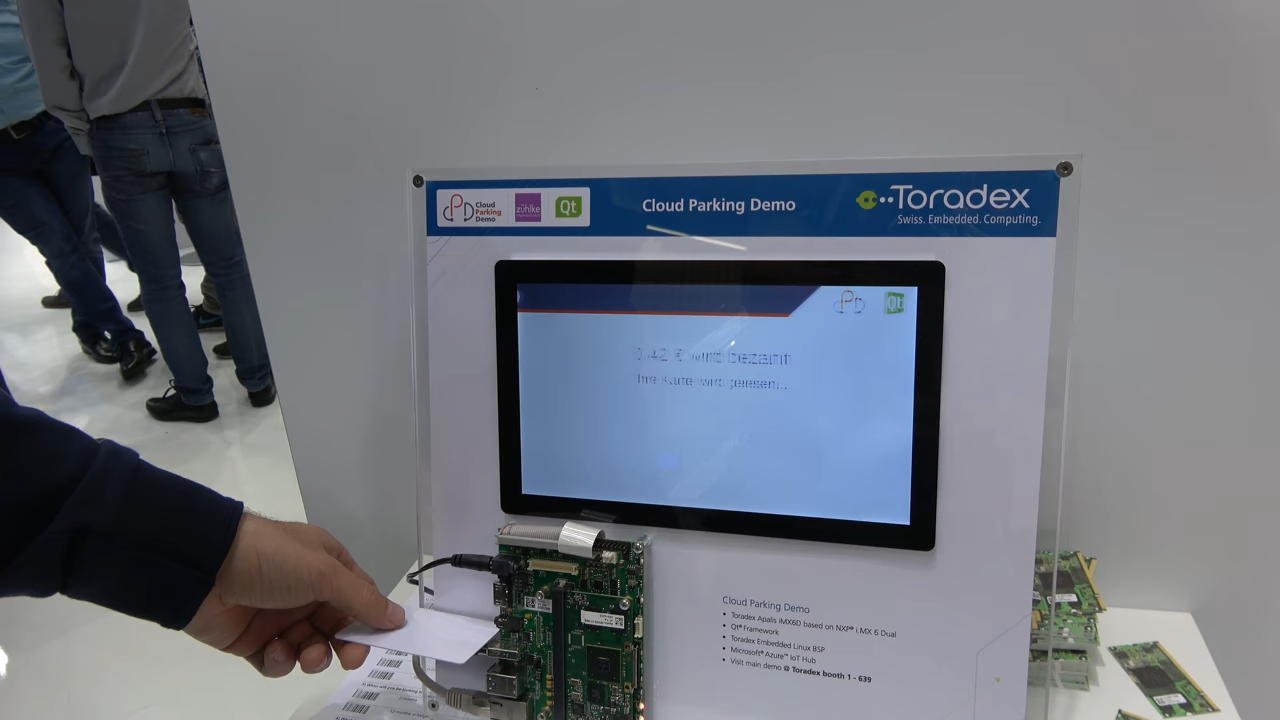 Cloud
Parking
Demo
zühlke
Qt
Cloud Parking Demo
Toradex
Swiss. Embedded. Computing.
Qt
wird bezahlt
Ihre Karte wird gelesen...
Cloud Parking Demo
• Toradex Apalis iMX6D based on NXP® i.MX 6 Dual
• Qt® Framework
• Toradex Embedded Linux BSP
• Microsoft® Azure™ IoT Hub
• Visit main demo @ Toradex booth 1 - 639